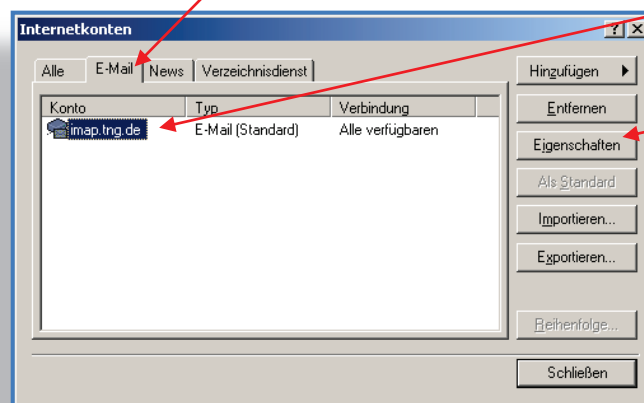 Internetkonten
Alle E-Mail News Verzeichnisdienst
Konto Typ Verbindung
imap.tng.de E-Mail (Standard) Alle verfügbaren
Hinzufügen
Entfernen
Eigenschaften
Als Standard
Importieren...
Exportieren...
Reihenfolge...
Schließen